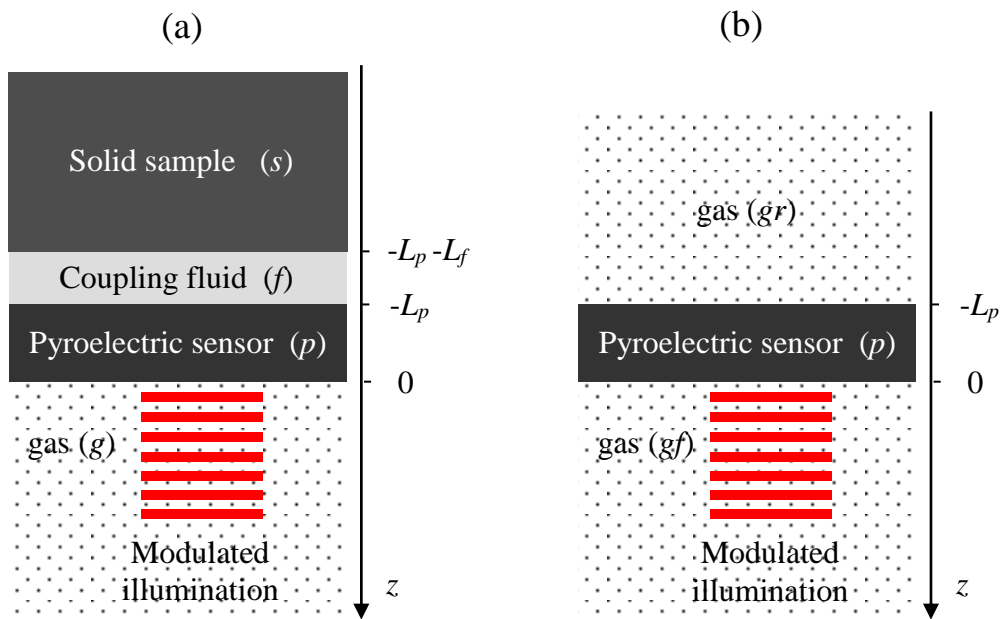 (a)
Solid sample (s)
-Lp -Lf
Coupling fluid (f)
-Lp
Pyroelectric sensor (p)
0
gas (g)
Modulated
illumination
z
(b)
gas (gr)
-Lp
Pyroelectric sensor (p)
0
gas (gf)
Modulated
illumination
z